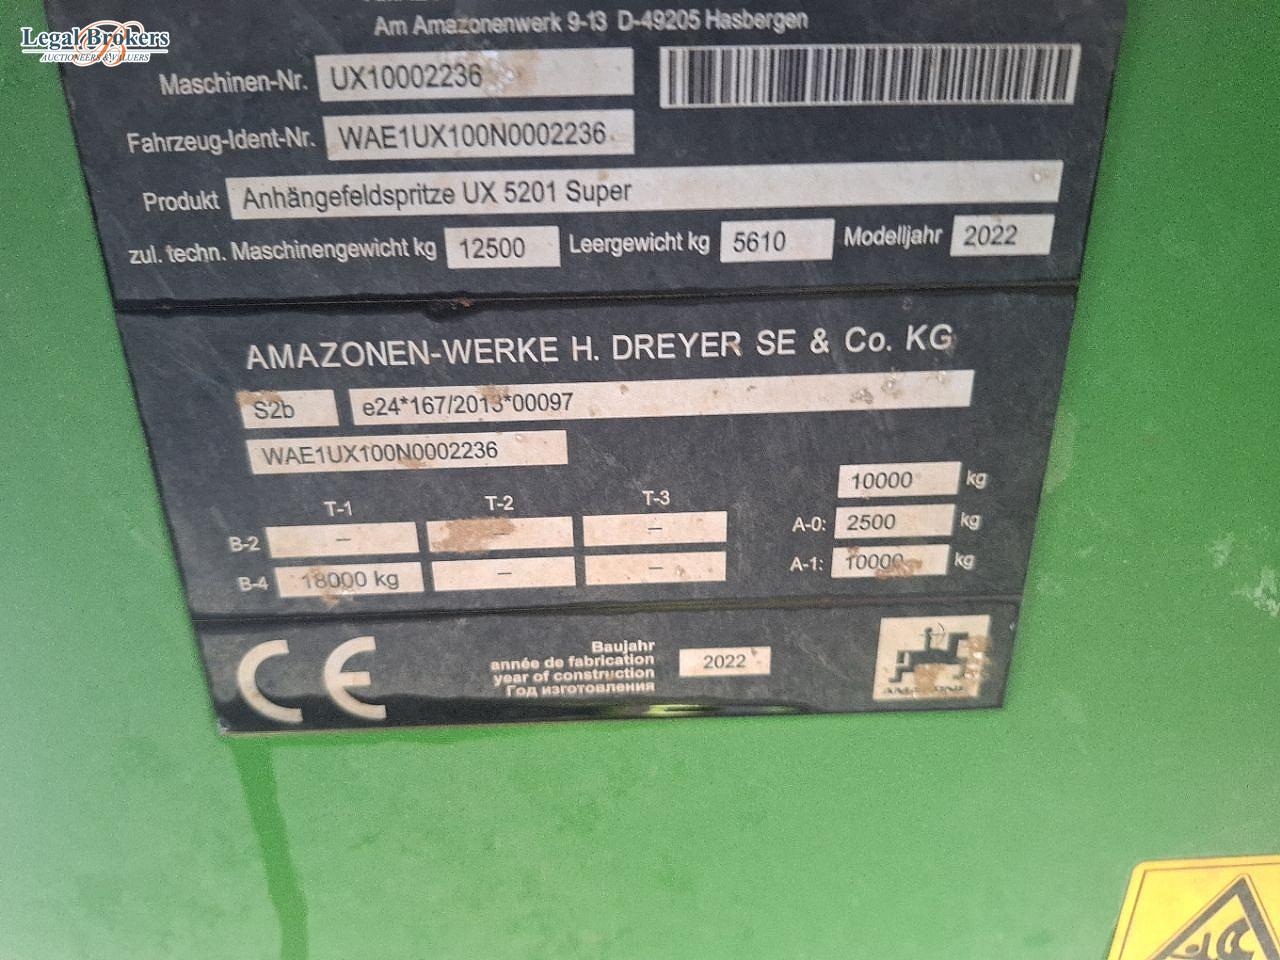 Legal Brokers
AUCTIONEERS & VALUERS
Am Amazonenwerk 9-13 D-49205 Hasbergen
Maschinen-Nr. UX10002236
Fahrzeug-Ident-Nr. WAE1UX100N0002236
Produkt Anhängefeldspritze UX 5201 Super
zul. techn. Maschinengewicht kg 12500 Leergewicht kg 5610 Modelljahr 2022
AMAZONEN-WERKE H. DREYER SE & Co. KG
S2b e24*167/2013*00097
WAE1UX100N0002236
10000 kg
T-1 T-2 T-3
A-0: 2500 kg
B-2 – – –
A-1: 10000 kg
B-4 18000 kg – –
CE
Baujahr
année de fabrication
year of construction
Год изготовления
2022
AMAZONE